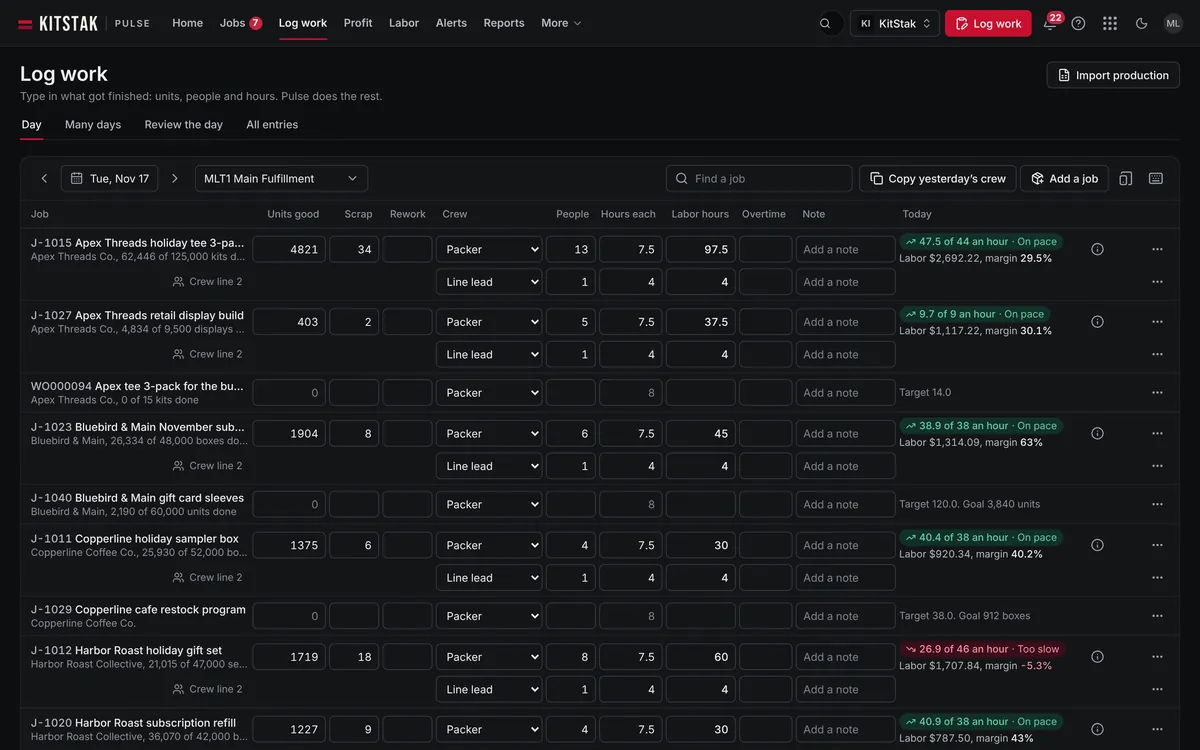 KITSTAK PULSE Home Jobs 7 Log work Profit Labor Alerts Reports More KI KitStak Log work 22 ML
Log work
Import production
Type in what got finished: units, people and hours. Pulse does the rest.
Day Many days Review the day All entries
Tue, Nov 17 MLT1 Main Fulfillment Find a job Copy yesterday's crew Add a job
Job Units good Scrap Rework Crew People Hours each Labor hours Overtime Note Today
J-1015 Apex Threads holiday tee 3-pa... 4821 34 Packer 13 7.5 97.5 Add a note 47.5 of 44 an hour · On pace
Apex Threads Co., 62,446 of 125,000 kits d... Labor $2,692.22, margin 29.5%
Crew line 2 Line lead 1 4 4 Add a note
J-1027 Apex Threads retail display build 403 2 Packer 5 7.5 37.5 Add a note 9.7 of 9 an hour · On pace
Apex Threads Co., 4,834 of 9,500 displays ... Labor $1,117.22, margin 30.1%
Crew line 2 Line lead 1 4 4 Add a note
WO000094 Apex tee 3-pack for the bu... 0 Packer 8 Add a note Target 14.0
Apex Threads Co., 0 of 15 kits done
J-1023 Bluebird & Main November sub... 1904 8 Packer 6 7.5 45 Add a note 38.9 of 38 an hour · On pace
Bluebird & Main, 26,334 of 48,000 boxes do... Labor $1,314.09, margin 63%
Crew line 2 Line lead 1 4 4 Add a note
J-1040 Bluebird & Main gift card sleeves 0 Packer 8 Add a note Target 120.0. Goal 3,840 units
Bluebird & Main, 2,190 of 60,000 units done
J-1011 Copperline holiday sampler box 1375 6 Packer 4 7.5 30 Add a note 40.4 of 38 an hour · On pace
Copperline Coffee Co., 25,930 of 52,000 bo... Labor $920.34, margin 40.2%
Crew line 2 Line lead 1 4 4 Add a note
J-1029 Copperline cafe restock program 0 Packer 8 Add a note Target 38.0. Goal 912 boxes
Copperline Coffee Co.
J-1012 Harbor Roast holiday gift set 1719 18 Packer 8 7.5 60 Add a note 26.9 of 46 an hour · Too slow
Harbor Roast Collective, 21,015 of 47,000 se... Labor $1,707.84, margin -5.3%
Crew line 2 Line lead 1 4 4 Add a note
J-1020 Harbor Roast subscription refill 1227 9 Packer 4 7.5 30 Add a note 40.9 of 38 an hour · On pace
Harbor Roast Collective, 36,070 of 42,000 b... Labor $787.50, margin 43%